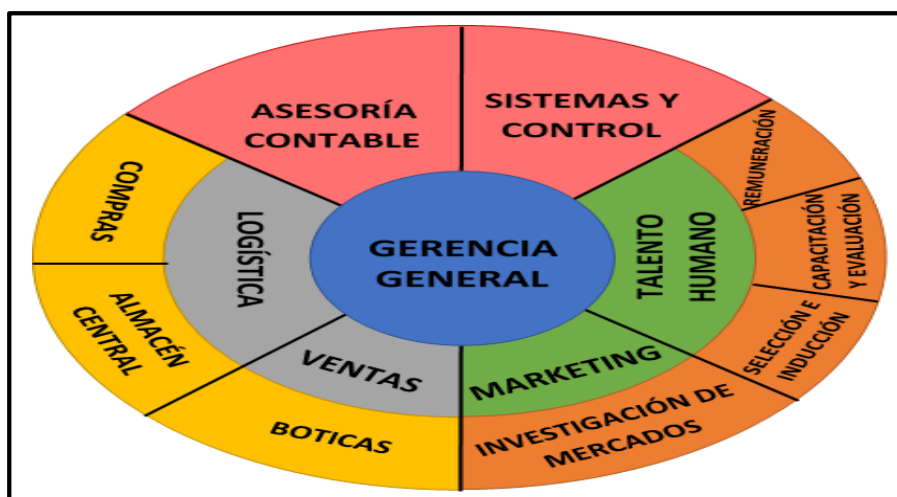 ASESORÍA
CONTABLE
SISTEMAS Y
CONTROL
REMUNERACIÓN
CAPACITACIÓN
Y EVALUACIÓN
SELECCIÓN E
INDUCCIÓN
INVESTIGACIÓN DE
MERCADOS
BOTICAS
ALMACÉN
CENTRAL
COMPRAS
LOGÍSTICA
VENTAS
MARKETING
TALENTO
HUMANO
GERENCIA
GENERAL